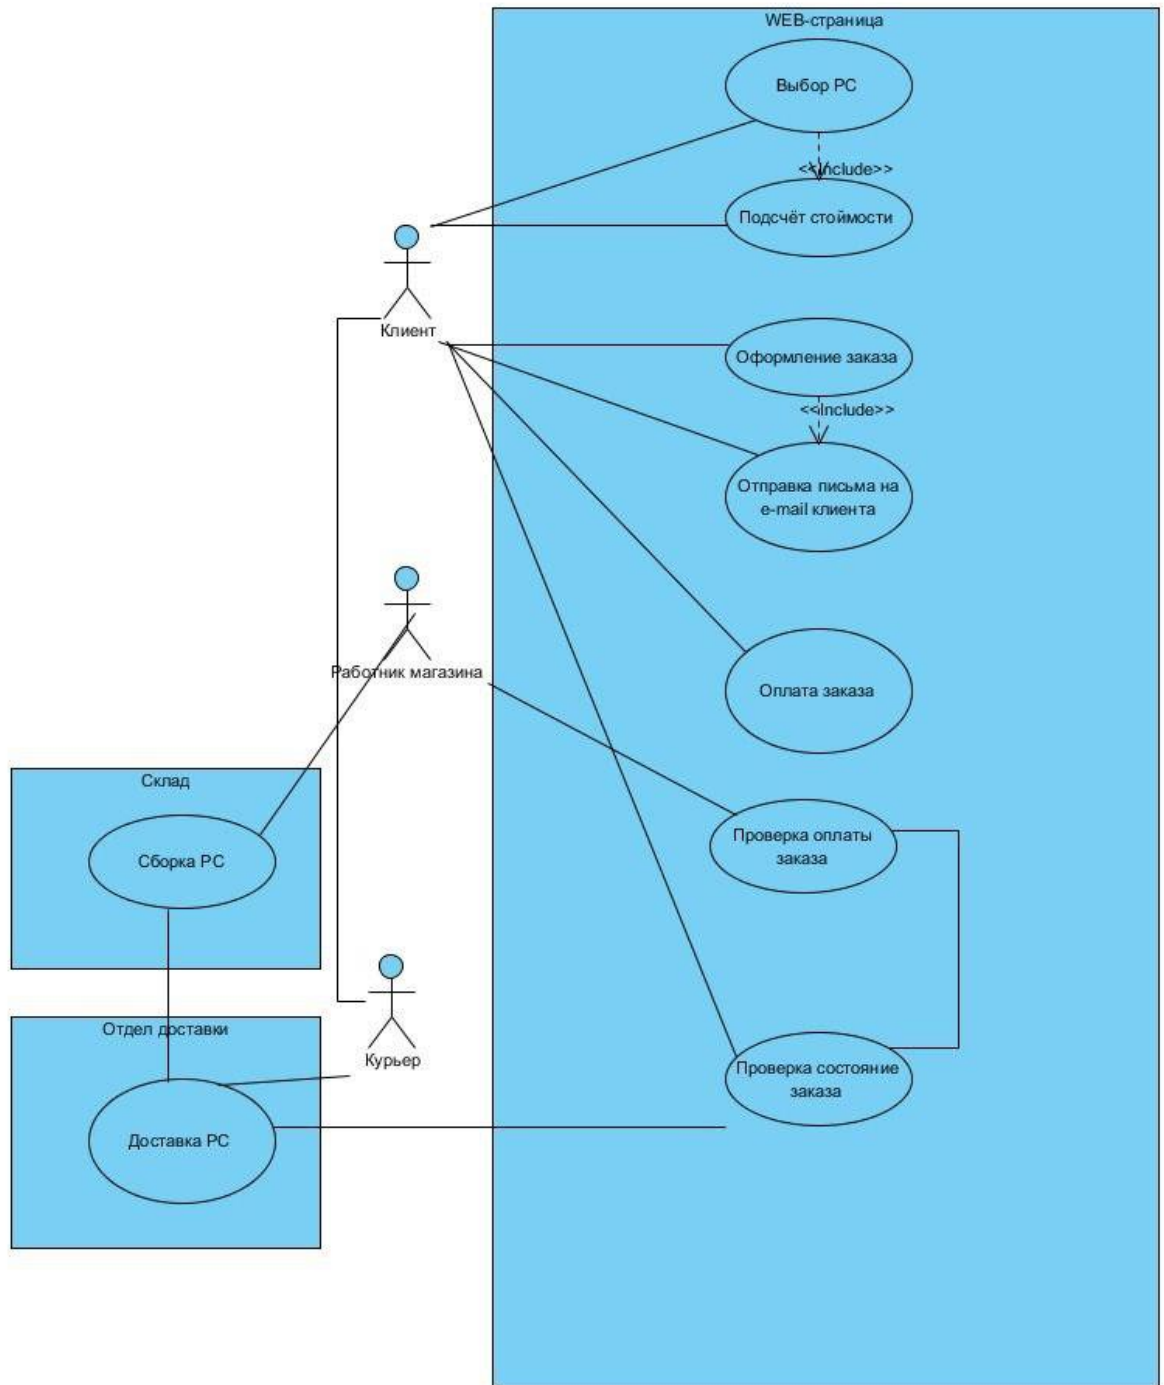 WEB-страница
Выбор PC
<<Include>>
Подсчёт стоймости
Клиент
Оформление заказа
<<Include>>
Отправка письма на
e-mail клиента
Работник магазина
Оплата заказа
Склад
Сборка PC
Проверка оплаты
заказа
Отдел доставки
Курьер
Проверка состояние
заказа
Доставка PC